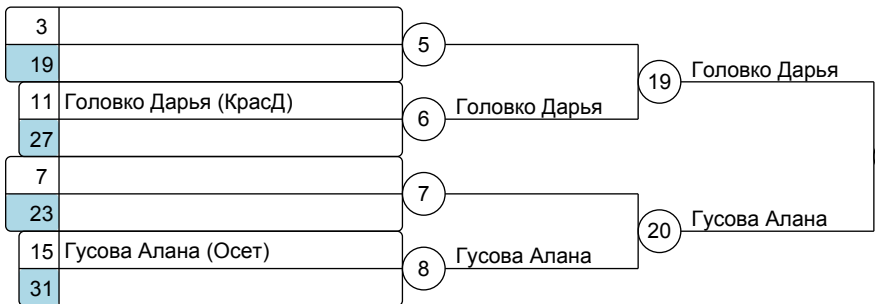 3
19
5
11 Головко Дарья (КрасД)
27
6 Головко Дарья
19 Головко Дарья
7
23
7
15 Гусова Алана (Осет)
31
8 Гусова Алана
20 Гусова Алана